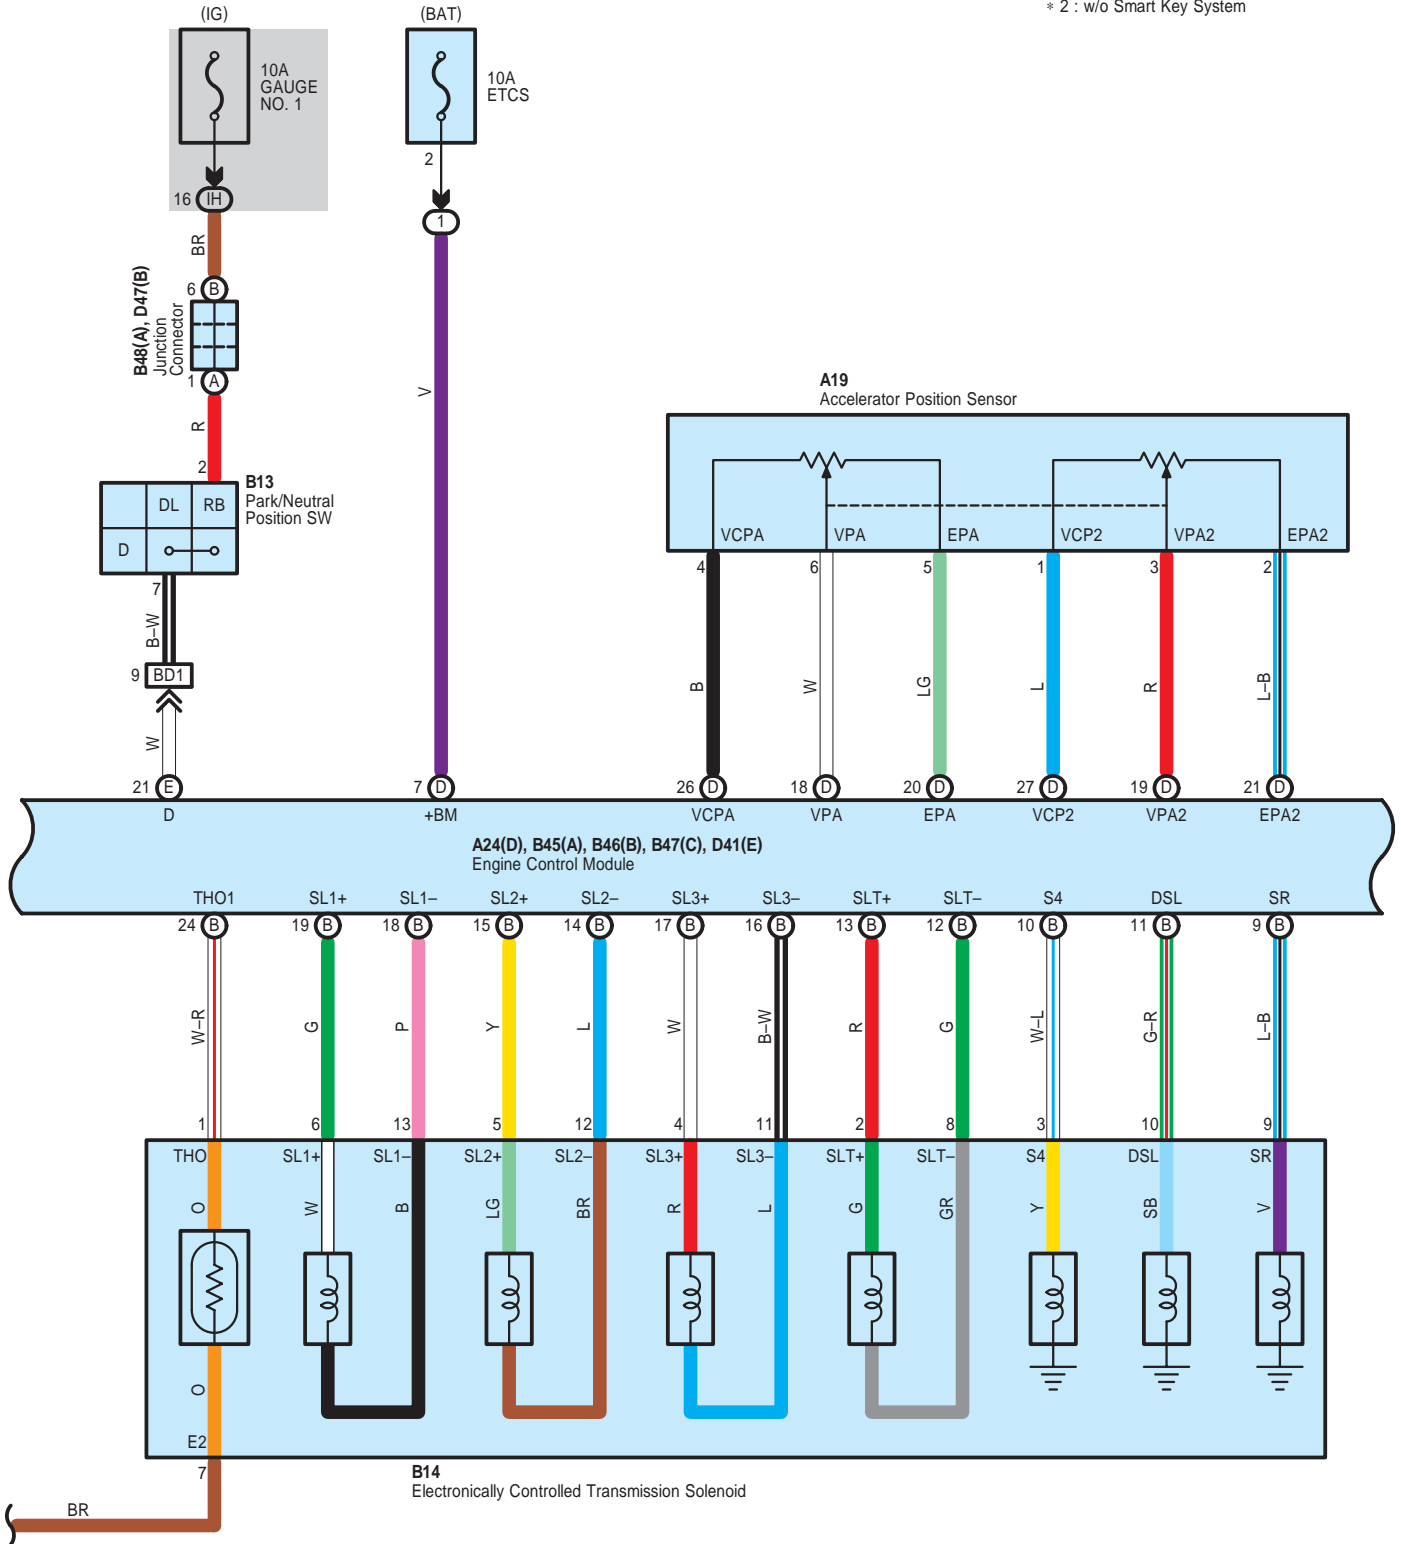 (IG)
(BAT)
* 2 : w/o Smart Key System
10A
GAUGE
NO. 1
10A
ETCS
2
16
IH
1
BR
6
B
B48(A), D47(B)
Junction
Connector
1
A
R
V
2
B13
Park/Neutral
Position SW
DL
RB
D
7
B–W
9
BD1
W
A19
Accelerator Position Sensor
VCPA
VPA
EPA
VCP2
VPA2
EPA2
4
6
5
1
3
2
B
W
LG
L
R
L–B
21
E
7
D
26
D
18
D
20
D
27
D
19
D
21
D
D
+BM
VCPA
VPA
EPA
VCP2
VPA2
EPA2
A24(D), B45(A), B46(B), B47(C), D41(E)
Engine Control Module
THO1
SL1+
SL1–
SL2+
SL2–
SL3+
SL3–
SLT+
SLT–
S4
DSL
SR
24
B
19
B
18
B
15
B
14
B
17
B
16
B
13
B
12
B
10
B
11
B
9
B
W–R
G
P
Y
L
W
B–W
R
G
W–L
G–R
L–B
1
6
13
5
12
4
11
2
8
3
10
9
THO
SL1+
SL1–
SL2+
SL2–
SL3+
SL3–
SLT+
SLT–
S4
DSL
SR
O
W
B
LG
BR
R
L
G
GR
Y
SB
V
O
E2
7
B14
Electronically Controlled Transmission Solenoid
BR